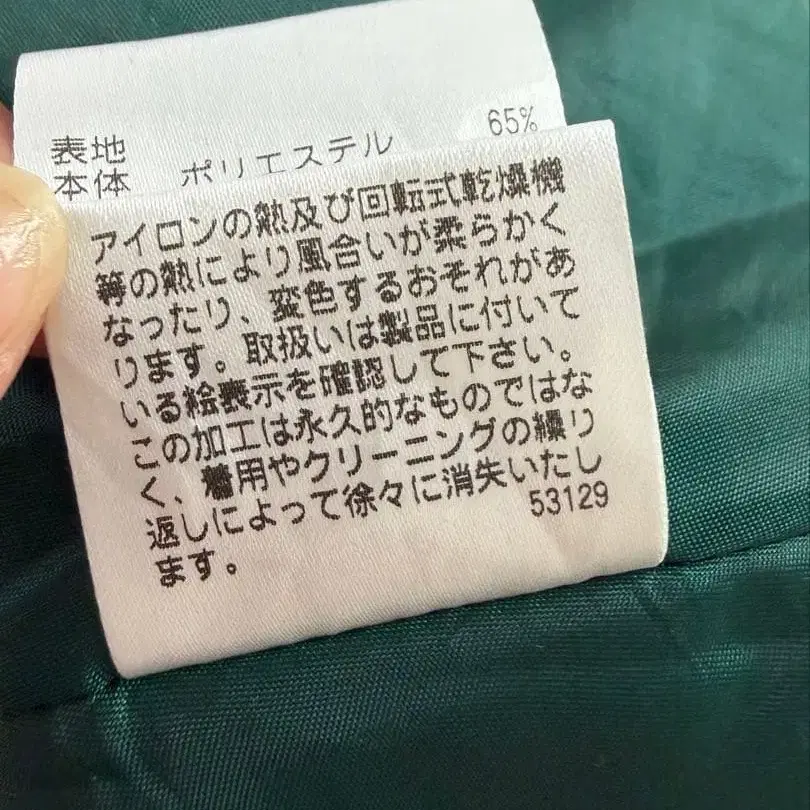 表地
本体 ポリエステル 65%
アイロンの熱及び回転式乾燥機
等の熱により風合いが柔らかく
なったり、変色するおそれがあ
ります。取扱いは製品に付いて
いる絵表示を確認して下さい。
この加工は永久的なものではな
く、着用やクリーニングの繰り
返しによって徐々に消失いたし
ます。
53129